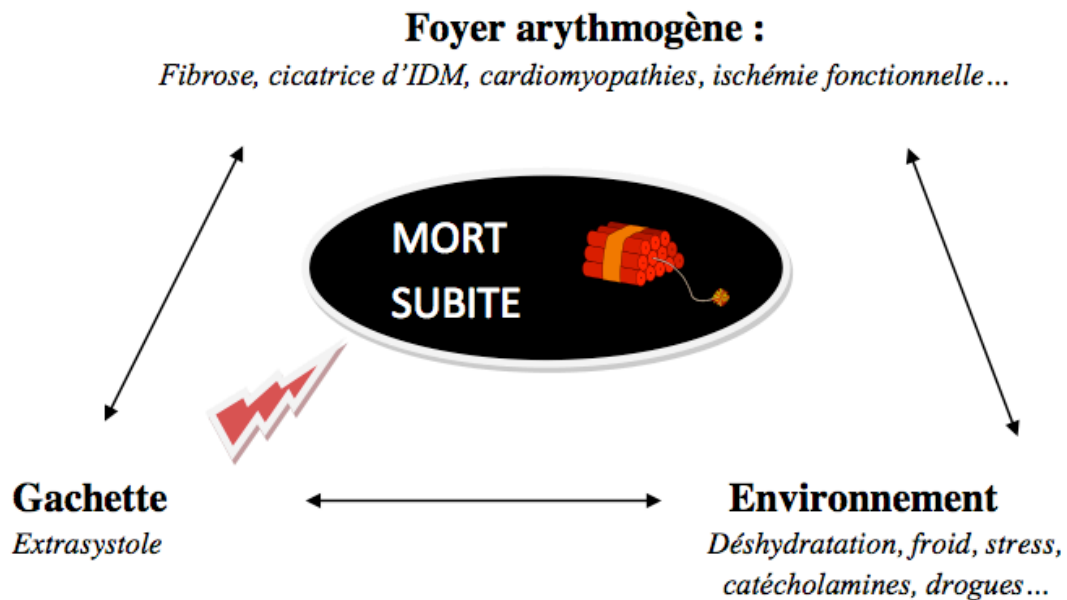 Foyer arythmogène :
Fibrose, cicatrice d’IDM, cardiomyopathies, ischémie fonctionnelle…
MORT
SUBITE
Gachette
Extrasystole
Environnement
Déshydratation, froid, stress,
catécholamines, drogues…